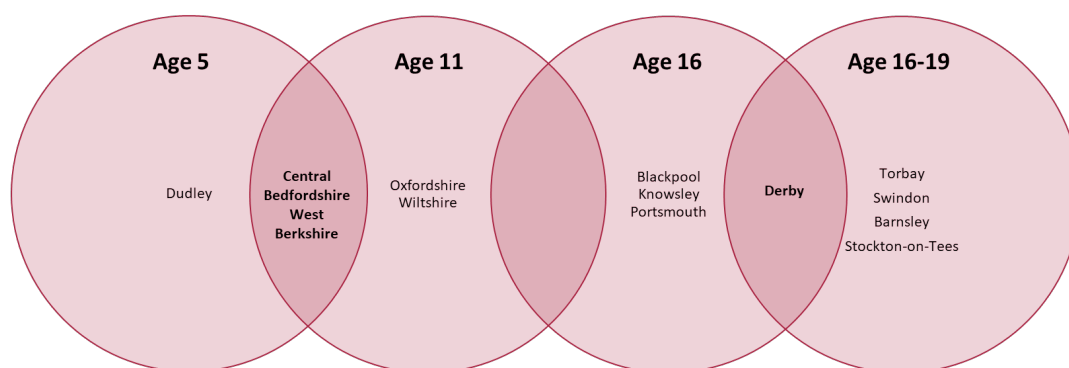 Age 5
Age 11
Age 16
Age 16-19
Dudley
Central
Bedfordshire
West
Berkshire
Oxfordshire
Wiltshire
Blackpool
Knowsley
Portsmouth
Derby
Torbay
Swindon
Barnsley
Stockton-on-Tees